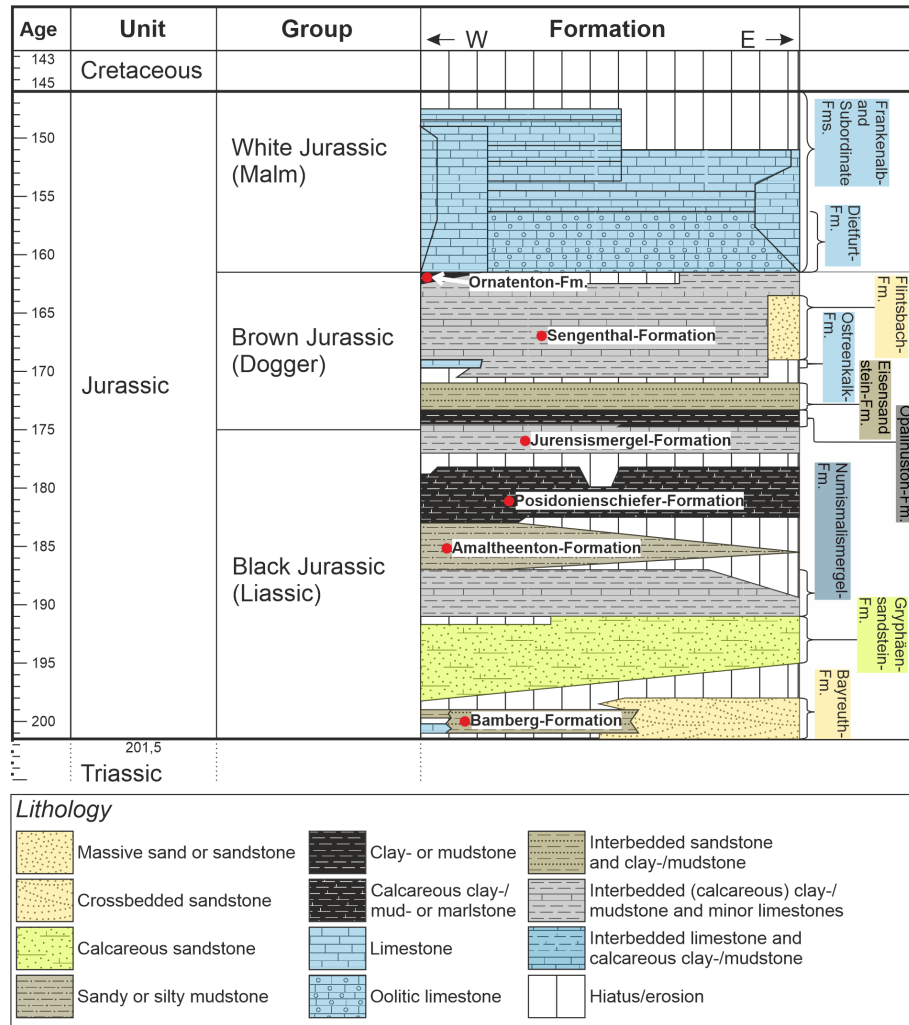 Age
Unit
Group
Formation
W
E
143
145
Cretaceous
150
155
160
165
170
175
180
185
190
195
200
Jurassic
White Jurassic
(Malm)
Brown Jurassic
(Dogger)
Black Jurassic
(Liassic)
Ornatenton-Fm.
Sengenthal-Formation
Jurensismergel-Formation
Posidonienschiefer-Formation
Amaltheenton-Formation
Bamberg-Formation
Frankenalb-
and
Subordinate
Fms.
Dietfurt-
Fm.
Flintsbach-
Fm.
Ostreenkalk-
Fm.
Eisensand
stein-Fm.
Opalinuston-Fm.
Numismalismergel-
Fm.
Gryphäen-
sandstein-
Fm.
Bayreuth-
Fm.
201,5
Triassic
Lithology
Massive sand or sandstone
Crossbedded sandstone
Calcareous sandstone
Sandy or silty mudstone
Clay- or mudstone
Calcareous clay-/
mud- or marlstone
Limestone
Oolitic limestone
Interbedded sandstone
and clay-/mudstone
Interbedded (calcareous) clay-/
mudstone and minor limestones
Interbedded limestone and
calcareous clay-/mudstone
Hiatus/erosion